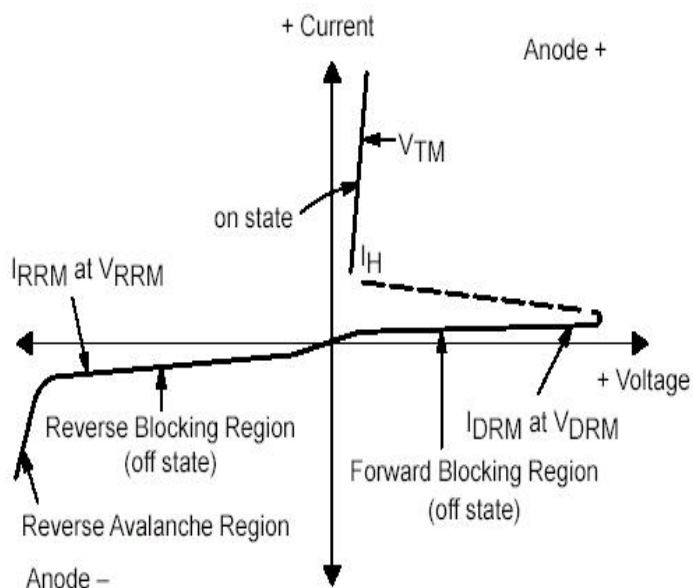 + Current
Anode +
VTM
on state
IH
IRRM at VRRM
+ Voltage
IDRM at VDRM
Reverse Blocking Region
(off state)
Forward Blocking Region
(off state)
Reverse Avalanche Region
Anode –